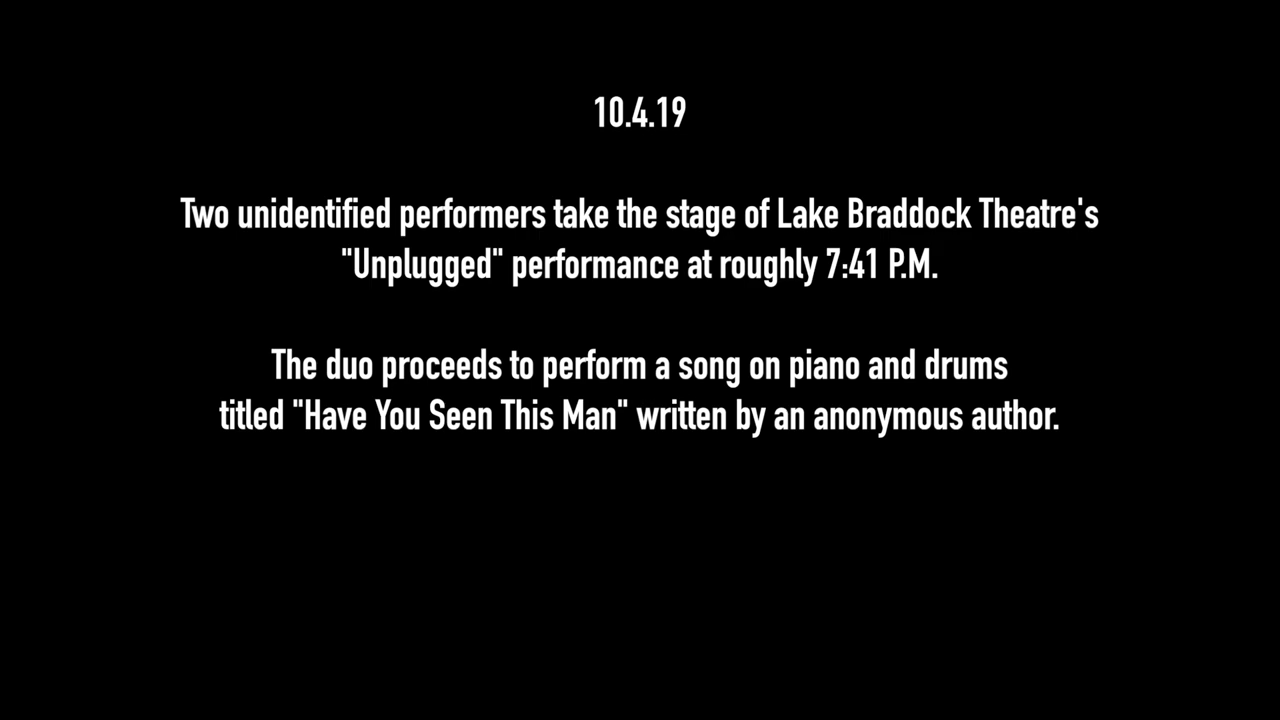 10.4.19
Two unidentified performers take the stage of Lake Braddock Theatre's
"Unplugged" performance at roughly 7:41 P.M.
The duo proceeds to perform a song on piano and drums
titled "Have You Seen This Man" written by an anonymous author.